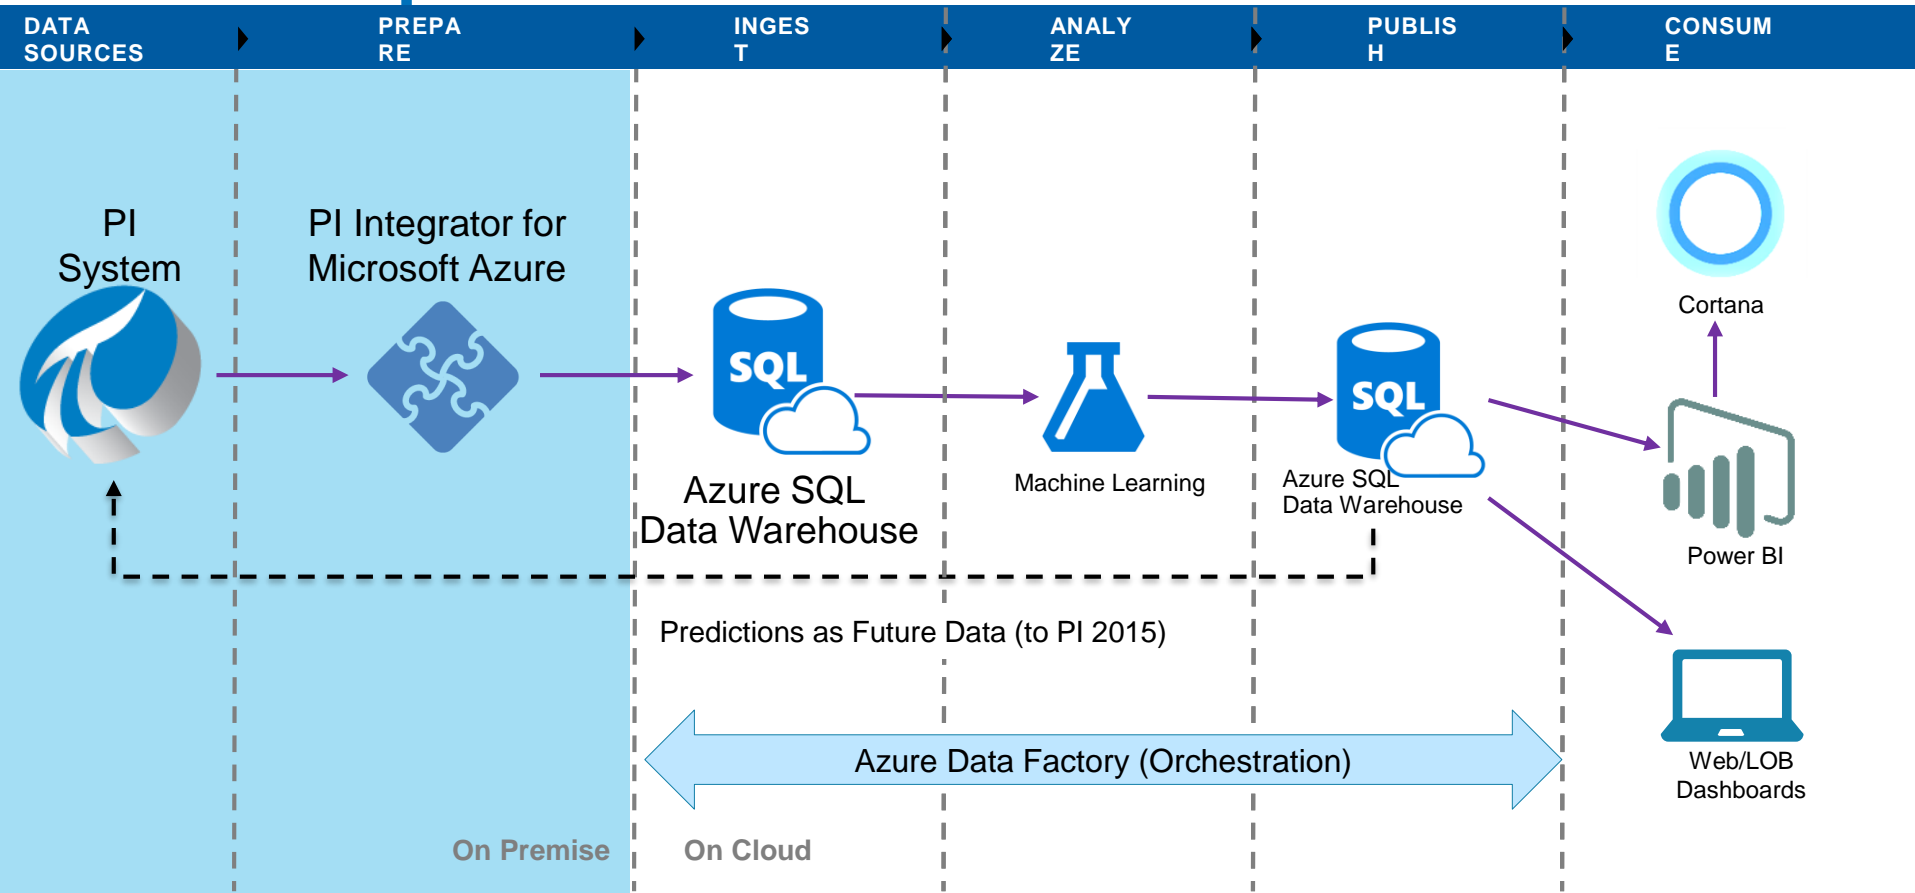 DATA
SOURCES
PREPA
RE
INGES
T
ANALY
ZE
PUBLIS
H
CONSUM
E
PI
System
PI Integrator for
Microsoft Azure
SQL
Azure SQL
Data Warehouse
Machine Learning
SQL
Azure SQL
Data Warehouse
Cortana
Power BI
Web/LOB
Dashboards
Predictions as Future Data (to PI 2015)
Azure Data Factory (Orchestration)
On Premise
On Cloud